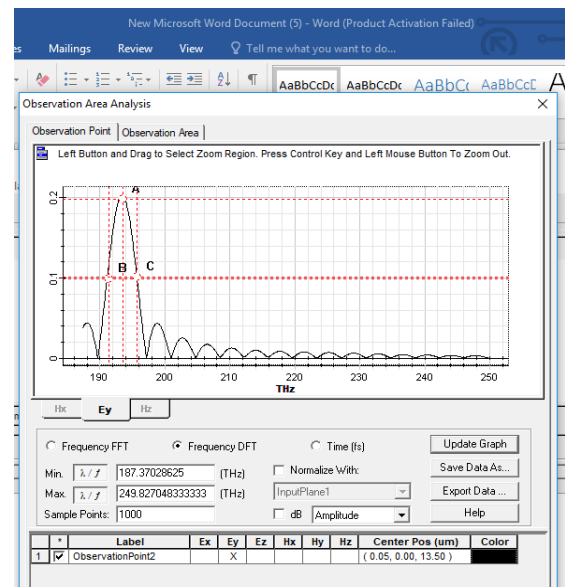 New Microsoft Word Document (5) - Word (Product Activation Failed)
Mailings Review View Tell me what you want to do...
AaBbCcDc AaBbCcDc AaBbCc AaBbCcE
Observation Area Analysis
Observation Point Observation Area
Left Button and Drag to Select Zoom Region. Press Control Key and Left Mouse Button To Zoom Out.
0.2
A
0.1
B C
0
190 200 210 220 230 240 250
THz
Hx Ey Hz
Frequency FFT Frequency DFT Time (fs) Update Graph
Min. λ / f 187.37028625 (THz) Normalize With: Save Data As...
Max. λ / f 249.827048333333 (THz) InputPlane1 Export Data ...
Sample Points: 1000 dB Amplitude Help
* Label Ex Ey Ez Hx Hy Hz Center Pos (um) Color
1 ObservationPoint2 X ( 0.05, 0.00, 13.50 )